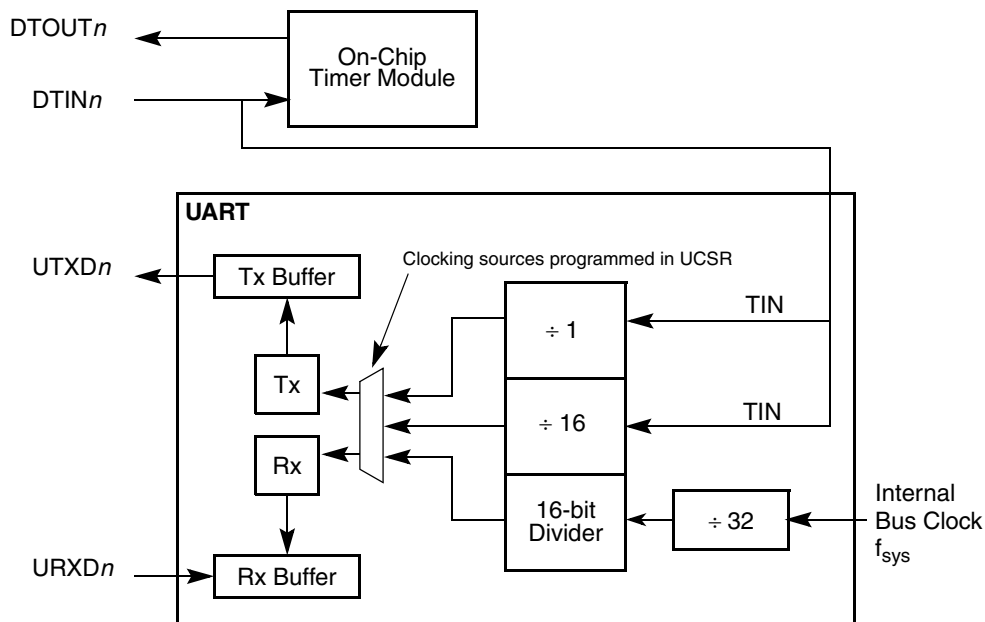 DTOUTn
On-Chip
Timer Module
DTINn
UART
UTXDn
Tx Buffer
Clocking sources programmed in UCSR
÷ 1
TIN
Tx
÷ 16
TIN
Rx
16-bit
Divider
÷ 32
Internal
Bus Clock
fsys
URXDn
Rx Buffer